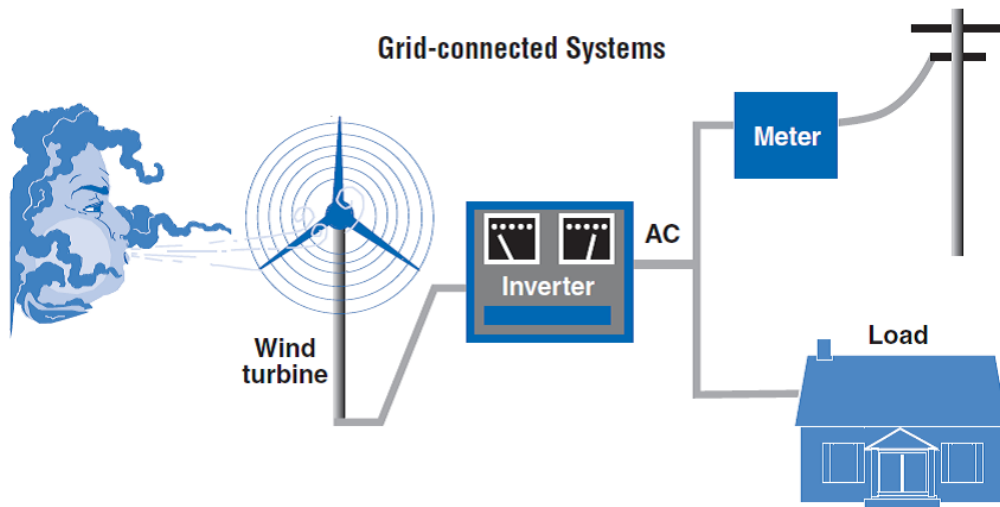 Grid-connected Systems
Meter
AC
Inverter
Wind
turbine
Load